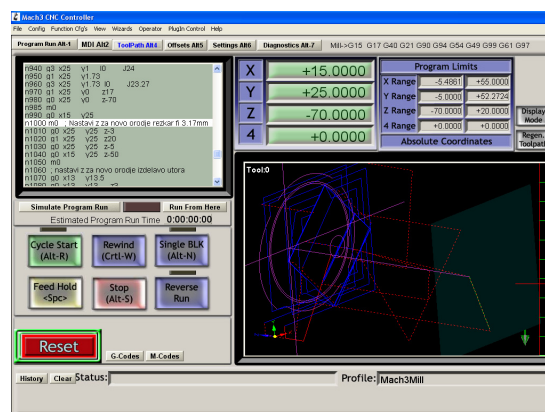 Mach3 CNC Controller
File Config Function Cfg's View Wizards Operator PlugIn Control Help
Program Run Alt-1 MDI Alt2 ToolPath Alt4 Offsets Alt5 Settings Alt6 Diagnostics Alt-7 Mill->G15 G17 G40 G21 G90 G94 G54 G49 G99 G61 G97
n940 g3 x25 y1 I0 J24
n950 g1 x25 y1.73
n960 g3 x25 y1.73 I0 J23.27
n970 g1 x25 y0 z17
n980 g0 x25 y0 z-70
n985 m0
n990 g0 x15 y25
n1000 m0 ; Nastavi z za novo orodje rezkar fi 3.17mm
n1010 g0 x25 y25 z-3
n1020 g1 x25 y25 z20
n1030 g0 x25 y25 z-5
n1040 g0 x15 y25 z-50
n1050 m0
n1060 ; nastavi z za novo orodje izdelavo utora
n1070 g0 x13 y13.5
n1080 g0 x13 y13 z3
X +15.0000
Y +25.0000
Z -70.0000
4 +0.0000
Program Limits
X Range -5.4861 +55.0000
Y Range -5.0000 +52.2724
Z Range -70.0000 +20.0000
4 Range +0.0000 +0.0000
Absolute Coordinates
Display Mode
Regen. Toolpath
Simulate Program Run Run From Here
Estimated Program Run Time 0:00:00:00
Cycle Start (Alt-R)
Rewind (Crtl-W)
Single BLK (Alt-N)
Feed Hold <Spc>
Stop (Alt-S)
Reverse Run
Tool:0
Reset
G-Codes M-Codes
History Clear Status: Profile: Mach3Mill